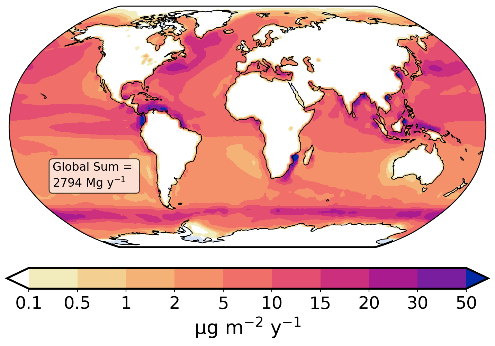 Global Sum =
2794 Mg y⁻¹
0.1 0.5 1 2 5 10 15 20 30 50
μg m⁻² y⁻¹